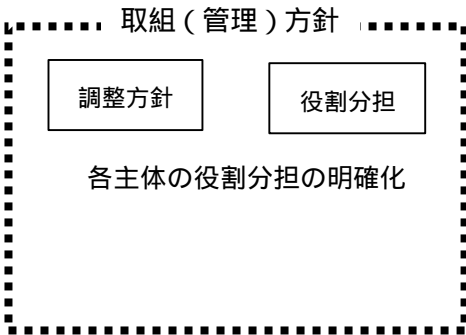 取組(管理)方針
調整方針
役割分担
各主体の役割分担の明確化